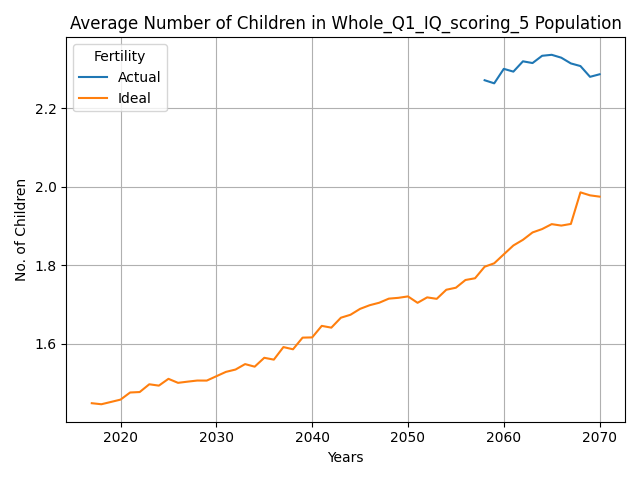 Average Number of Children in Whole_Q1_IQ_scoring_5 Population
Fertility
Actual
Ideal
No. of Children
2.2
2.0
1.8
1.6
2020 2030 2040 2050 2060 2070
Years